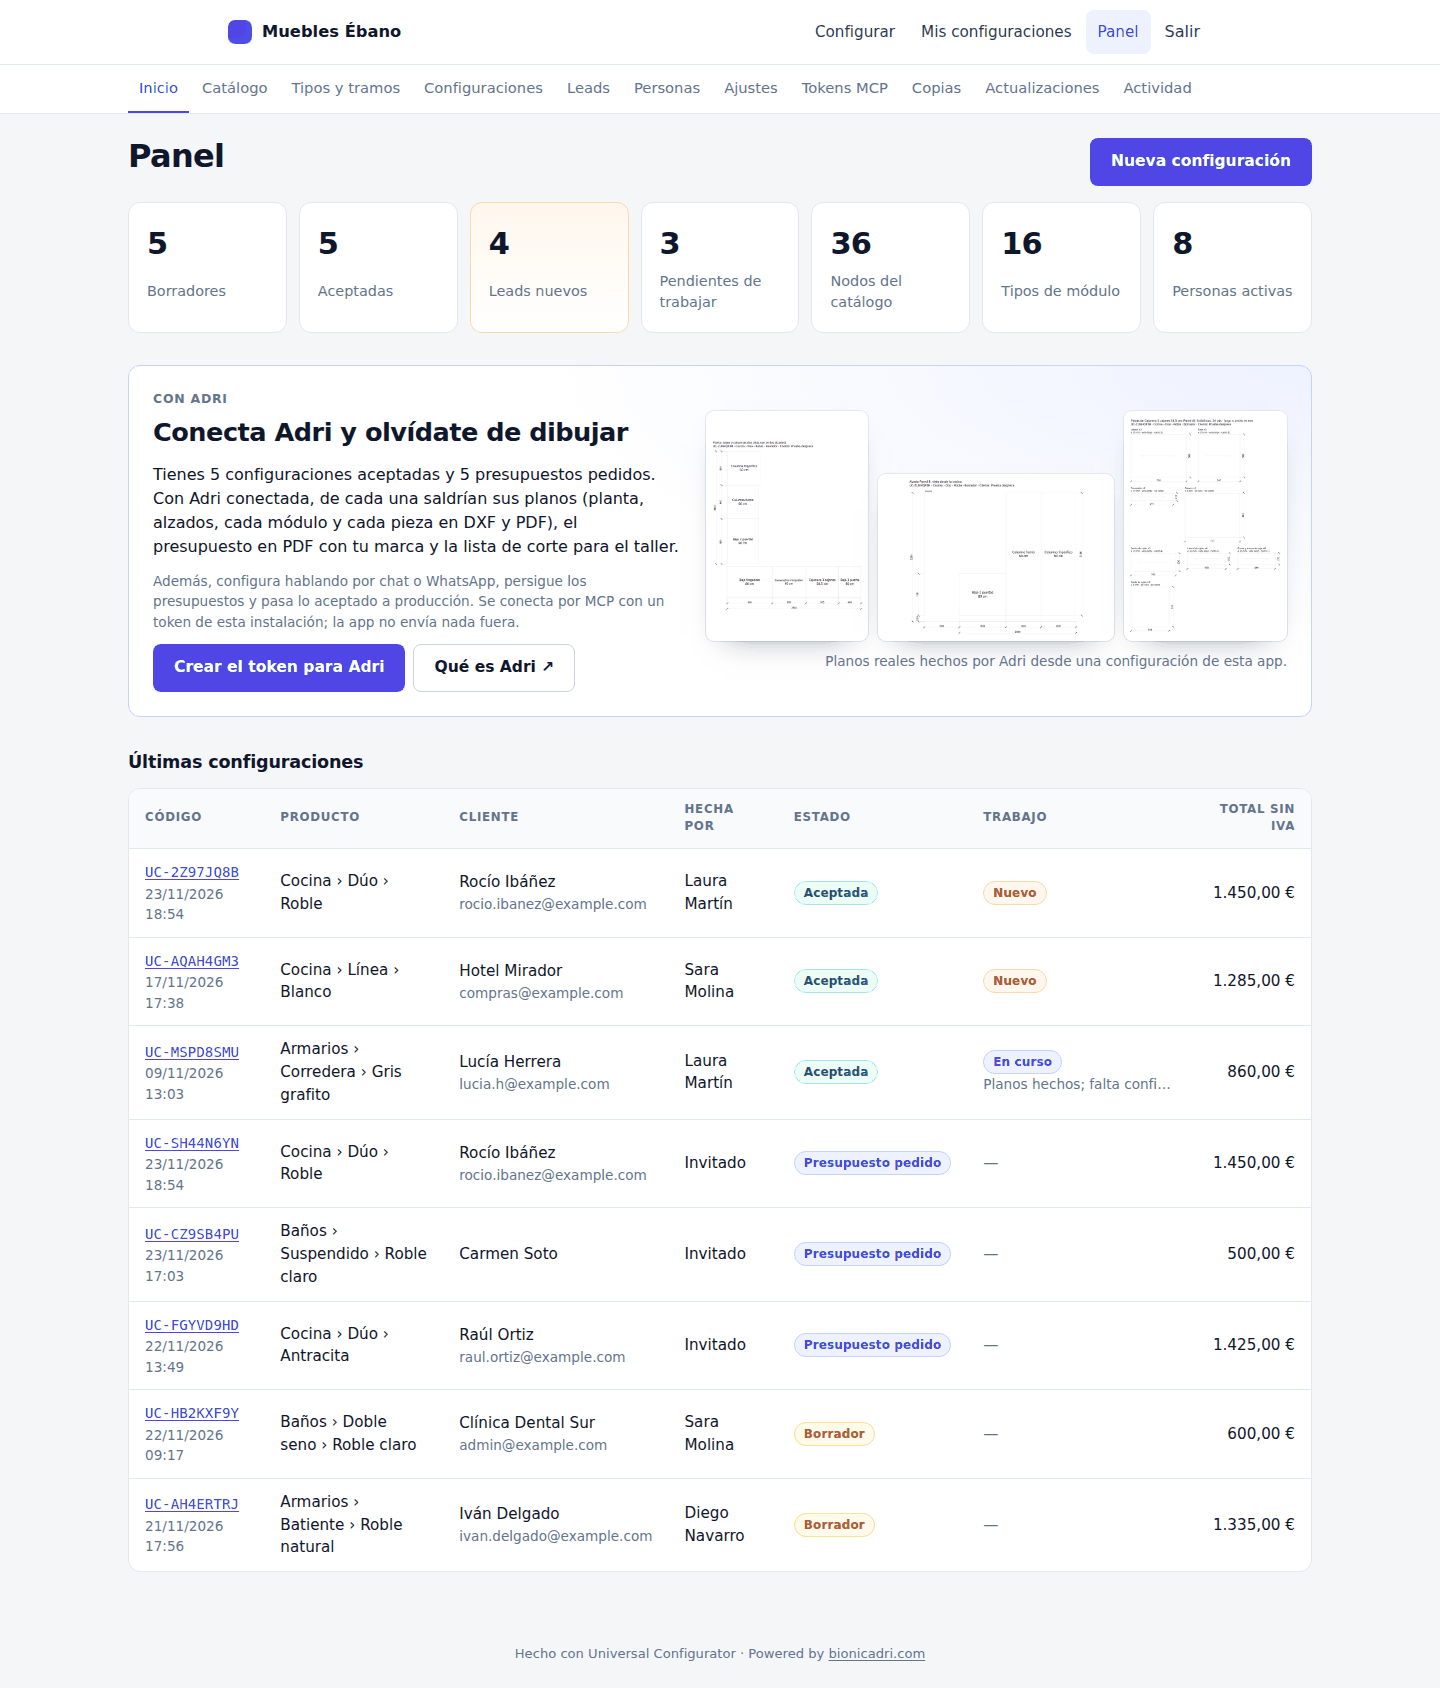 Muebles Ébano
Configurar
Mis configuraciones
Panel
Salir
Inicio
Catálogo
Tipos y tramos
Configuraciones
Leads
Personas
Ajustes
Tokens MCP
Copias
Actualizaciones
Actividad
Panel
Nueva configuración
5
Borradores
5
Aceptadas
4
Leads nuevos
3
Pendientes de
trabajar
36
Nodos del
catálogo
16
Tipos de módulo
8
Personas activas
CON ADRI
Conecta Adri y olvídate de dibujar
Tienes 5 configuraciones aceptadas y 5 presupuestos pedidos.
Con Adri conectada, de cada una saldrían sus planos (planta,
alzados, cada módulo y cada pieza en DXF y PDF), el
presupuesto en PDF con tu marca y la lista de corte para el taller.
Además, configura hablando por chat o WhatsApp, persigue los
presupuestos y pasa lo aceptado a producción. Se conecta por MCP con un
token de esta instalación; la app no envía nada fuera.
Crear el token para Adri
Qué es Adri ↗
Planos reales hechos por Adri desde una configuración de esta app.
Últimas configuraciones
CÓDIGO
PRODUCTO
CLIENTE
HECHA
POR
ESTADO
TRABAJO
TOTAL SIN
IVA
UC-2Z97JQ8B
23/11/2026
18:54
Cocina › Dúo ›
Roble
Rocío Ibáñez
rocio.ibanez@example.com
Laura
Martín
Aceptada
Nuevo
1.450,00 €
UC-AQAH4GM3
17/11/2026
17:38
Cocina › Línea ›
Blanco
Hotel Mirador
compras@example.com
Sara
Molina
Aceptada
Nuevo
1.285,00 €
UC-MSPD8SMU
09/11/2026
13:03
Armarios ›
Corredera › Gris
grafito
Lucía Herrera
lucia.h@example.com
Laura
Martín
Aceptada
En curso
Planos hechos; falta confi…
860,00 €
UC-SH44N6YN
23/11/2026
18:54
Cocina › Dúo ›
Roble
Rocío Ibáñez
rocio.ibanez@example.com
Invitado
Presupuesto pedido
—
1.450,00 €
UC-CZ9SB4PU
23/11/2026
17:03
Baños ›
Suspendido › Roble
claro
Carmen Soto
Invitado
Presupuesto pedido
—
500,00 €
UC-FGYVD9HD
22/11/2026
13:49
Cocina › Dúo ›
Antracita
Raúl Ortiz
raul.ortiz@example.com
Invitado
Presupuesto pedido
—
1.425,00 €
UC-HB2KXF9Y
22/11/2026
09:17
Baños › Doble
seno › Roble claro
Clínica Dental Sur
admin@example.com
Sara
Molina
Borrador
—
600,00 €
UC-AH4ERTRJ
21/11/2026
17:56
Armarios ›
Batiente › Roble
natural
Iván Delgado
ivan.delgado@example.com
Diego
Navarro
Borrador
—
1.335,00 €
Hecho con Universal Configurator · Powered by bionicadri.com